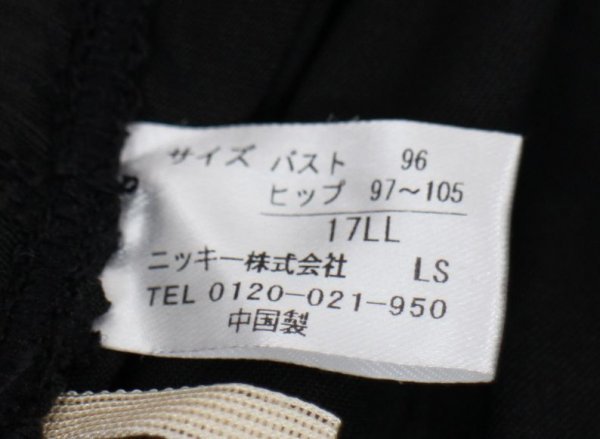 サイズ バスト 96
ヒップ 97～105
17LL
ニッキー株式会社 LS
TEL 0120-021-950
中国製